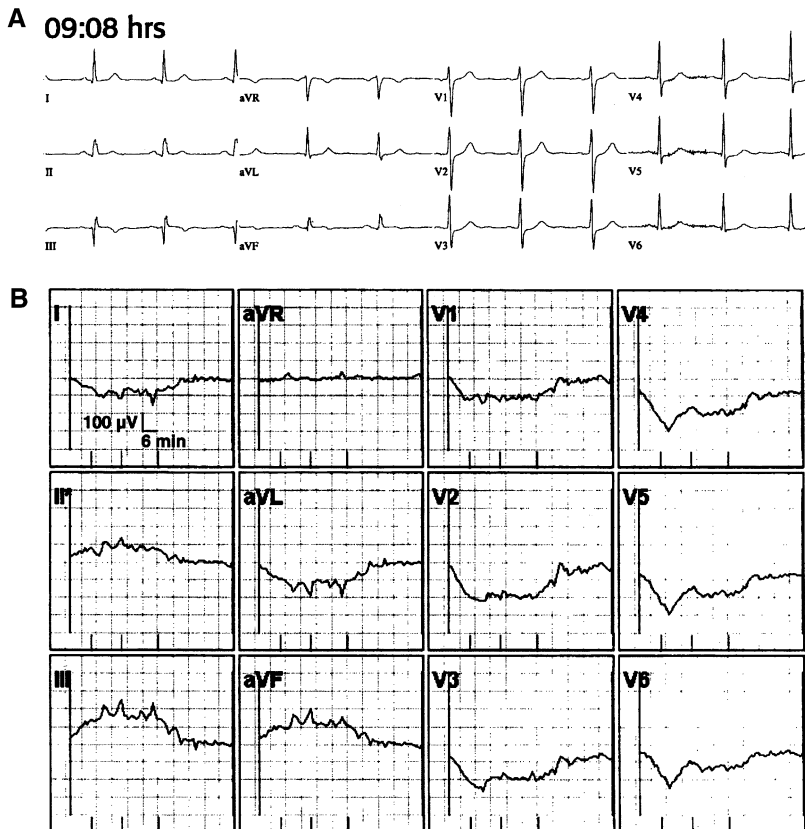 A
09:08 hrs
I aVR V1 V4
II aVL V2 V5
III aVF V3 V6
B
I aVR V1 V4
100 µV
6 min
II aVL V2 V5
III aVF V3 V6